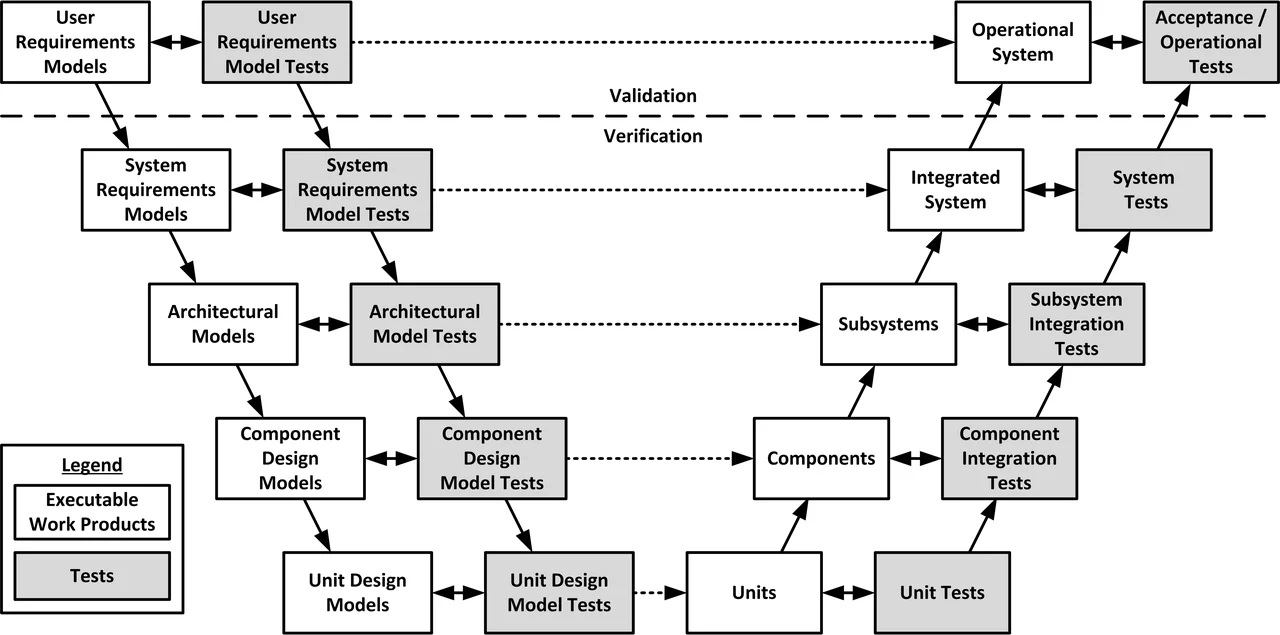 User
Requirements
Models
User
Requirements
Model Tests
Operational
System
Acceptance /
Operational
Tests
Validation
Verification
System
Requirements
Models
System
Requirements
Model Tests
Integrated
System
System
Tests
Architectural
Models
Architectural
Model Tests
Subsystems
Subsystem
Integration
Tests
Component
Design
Models
Component
Design
Model Tests
Components
Component
Integration
Tests
Legend
Executable
Work Products
Tests
Unit Design
Models
Unit Design
Model Tests
Units
Unit Tests